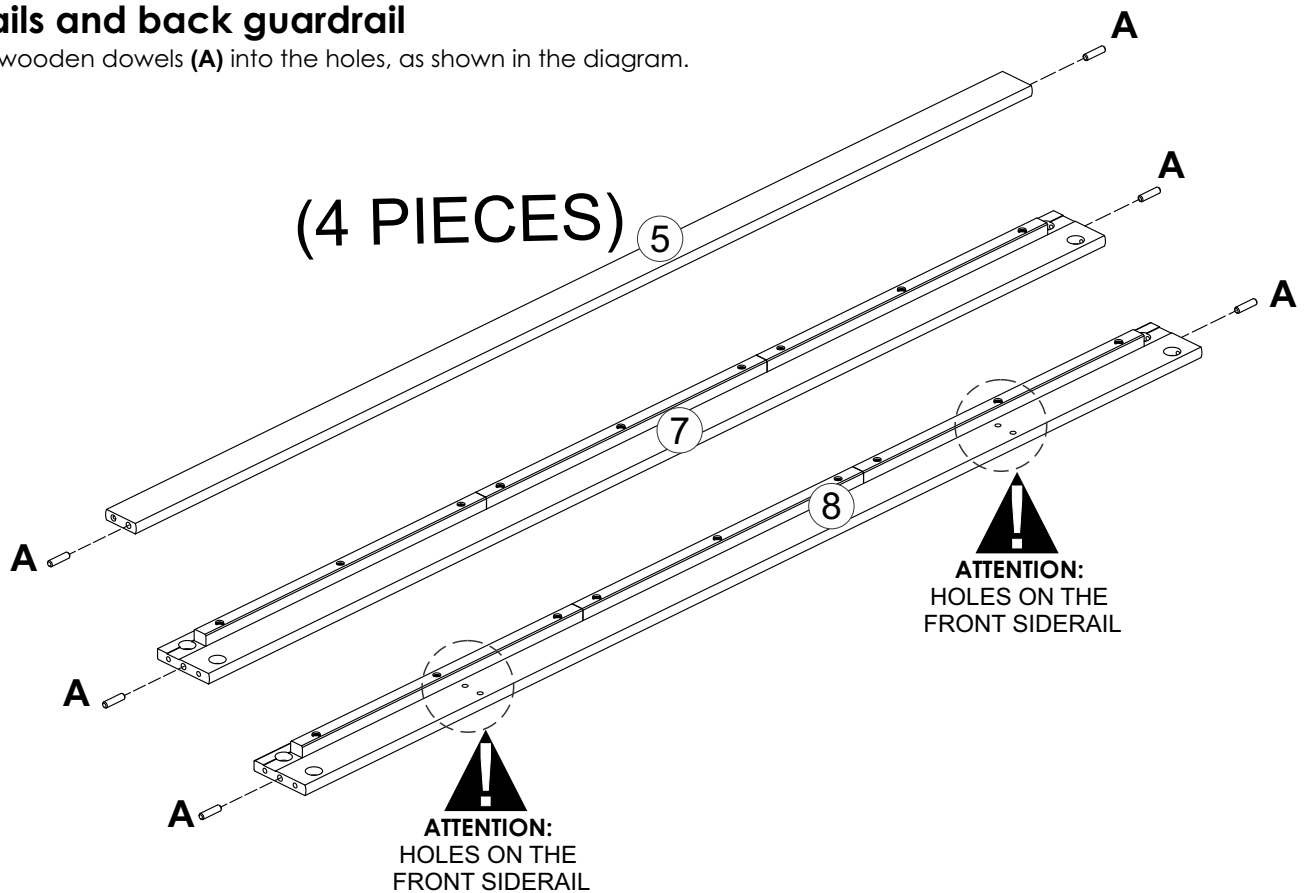 ails and back guardrail
wooden dowels (A) into the holes, as shown in the diagram.
A
A
(4 PIECES)
5
A
7
8
ATTENTION:
HOLES ON THE
FRONT SIDERAIL
A
A
A
ATTENTION:
HOLES ON THE
FRONT SIDERAIL